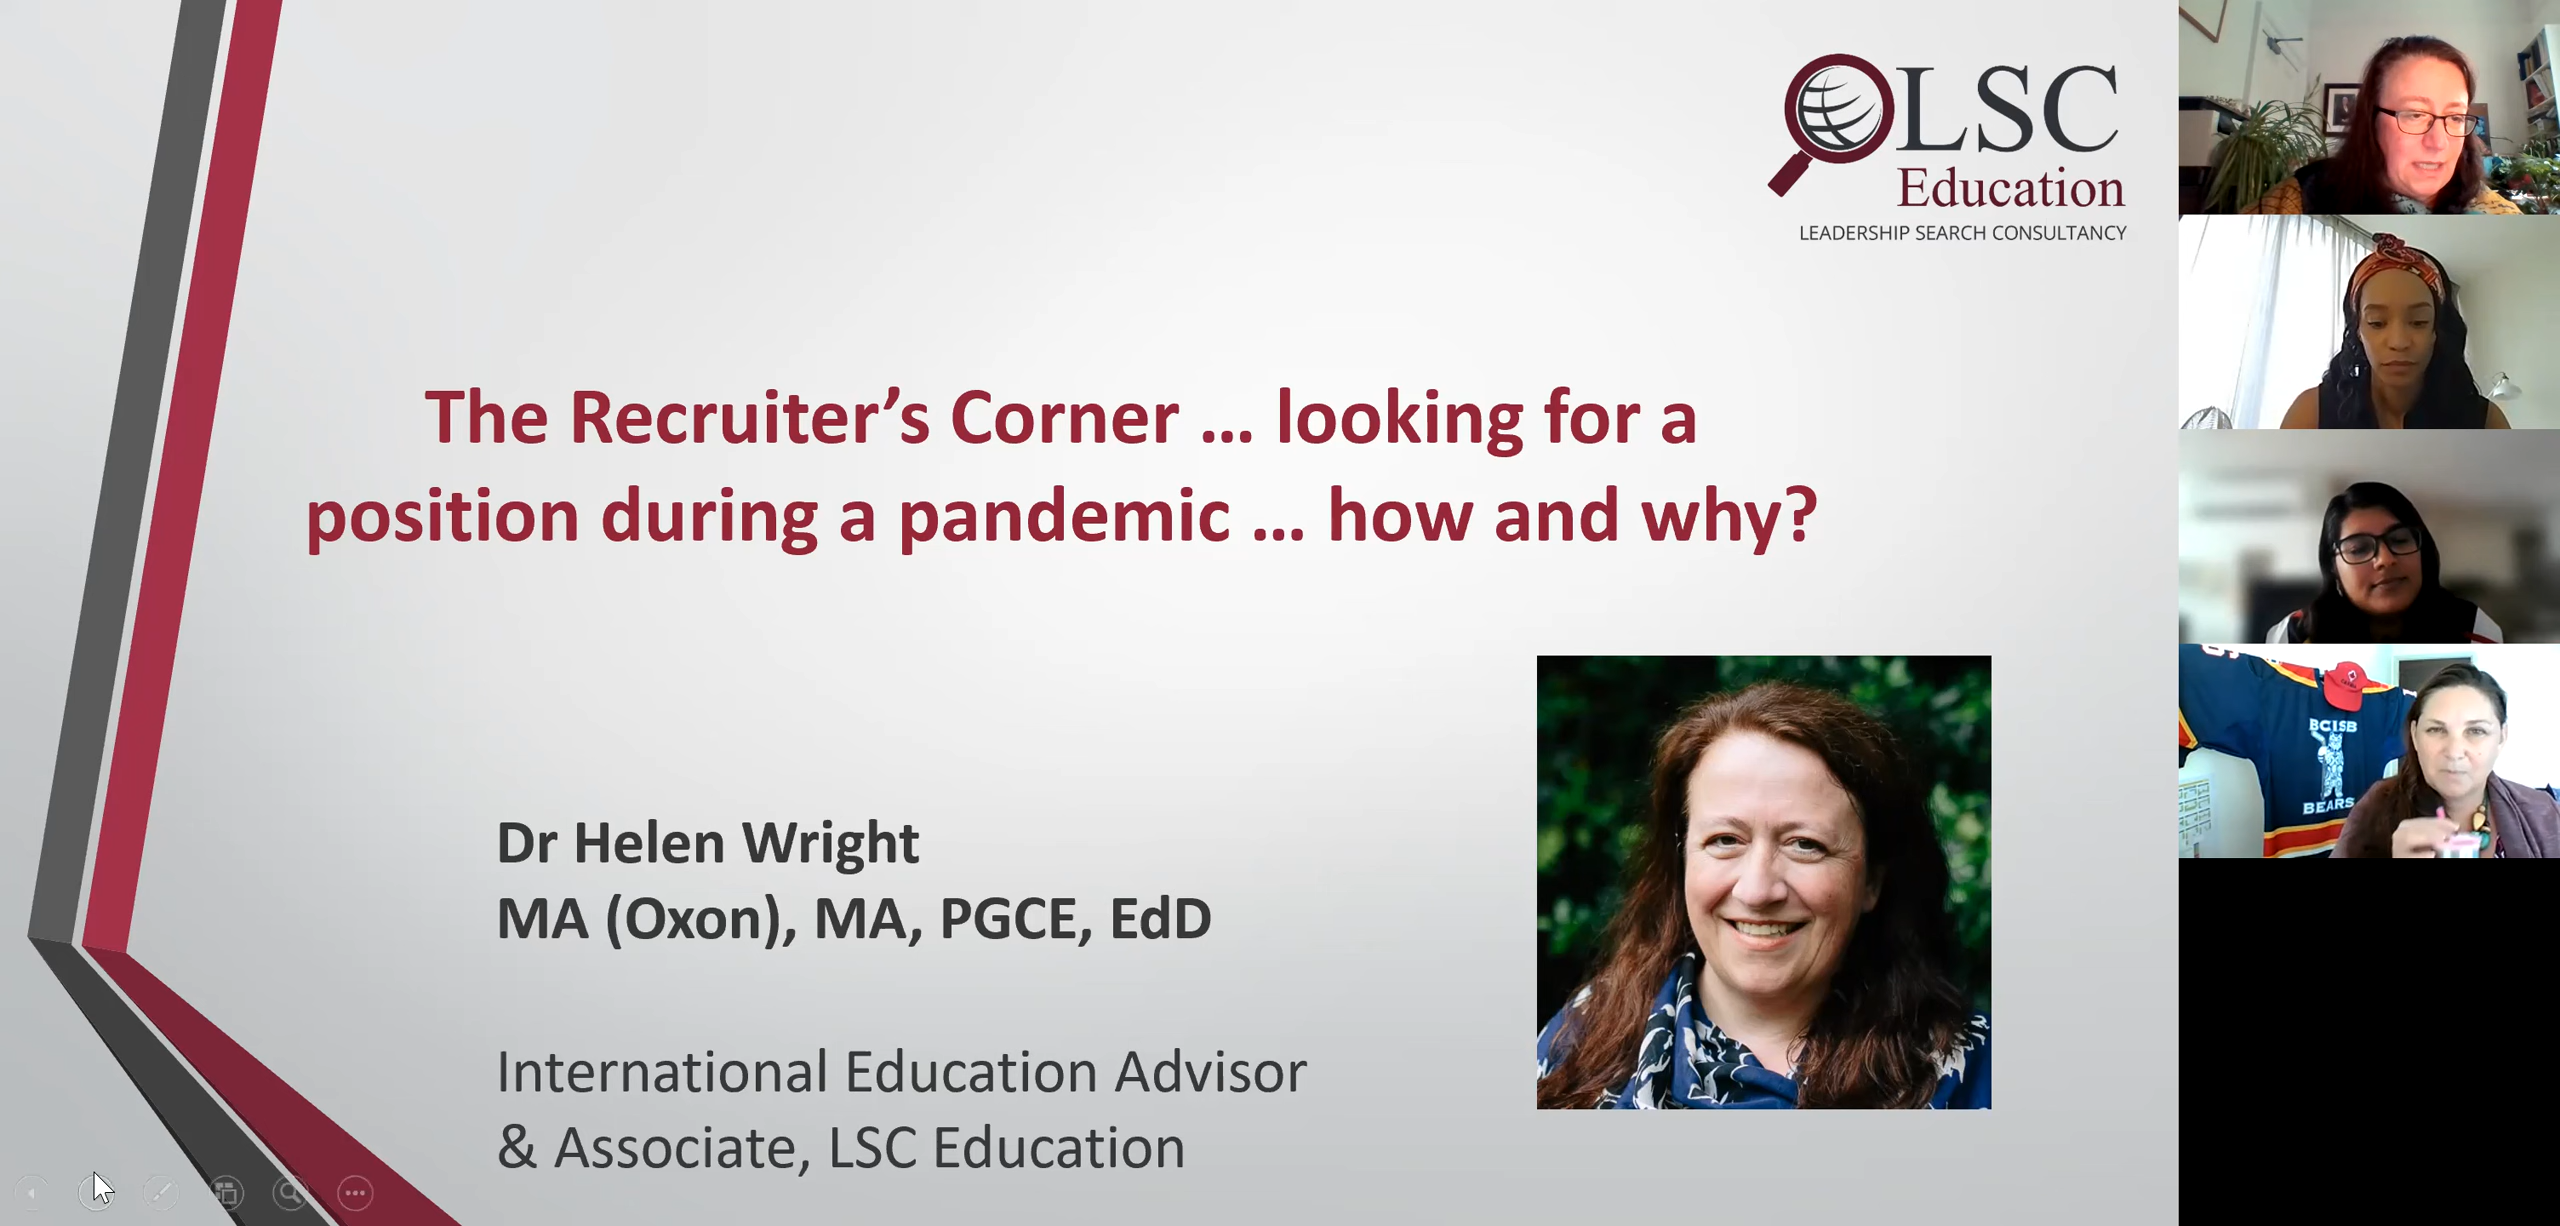 LSC
Education
LEADERSHIP SEARCH CONSULTANCY
The Recruiter’s Corner ... looking for a
position during a pandemic ... how and why?
Dr Helen Wright
MA (Oxon), MA, PGCE, EdD
International Education Advisor
& Associate, LSC Education
BCISB
BEARS